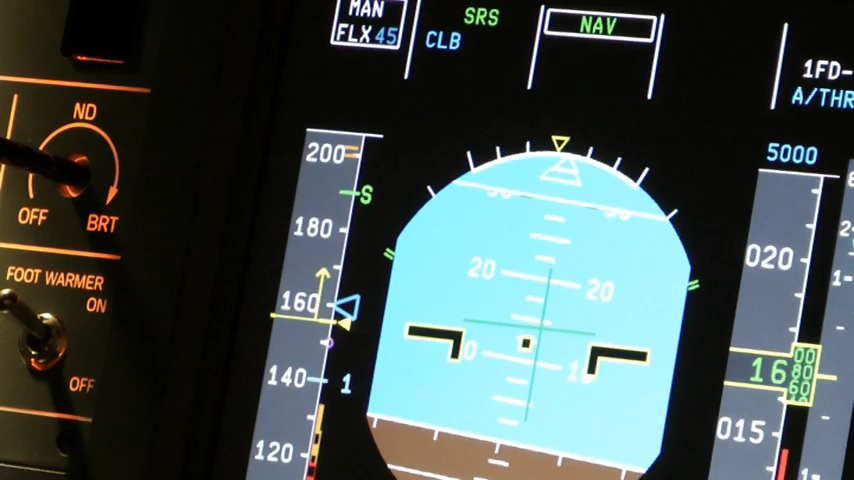 MAN
FLX 45
SRS
CLB
NAV
1FD-
A/THR
ND
OFF
BRT
FOOT WARMER
ON
OFF
200
S
180
160
140
1
120
20
20
10
5000
020
16
00
80
60
015